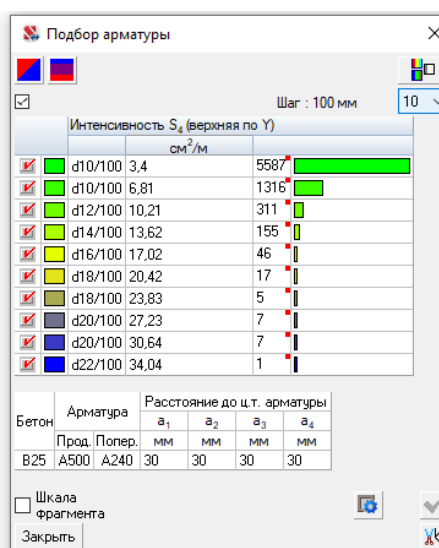 Подбор арматуры
Шаг : 100 мм 10
Интенсивность S4 (верхняя по Y)
см2/м
d10/100 3,4 5587
d10/100 6,81 1316
d12/100 10,21 311
d14/100 13,62 155
d16/100 17,02 46
d18/100 20,42 17
d18/100 23,83 5
d20/100 27,23 7
d20/100 30,64 7
d22/100 34,04 1
Бетон Арматура Расстояние до ц.т. арматуры
a1 a2 a3 a4
Прод. Попер. мм мм мм мм
B25 A500 A240 30 30 30 30
Шкала
фрагмента
Закрыть